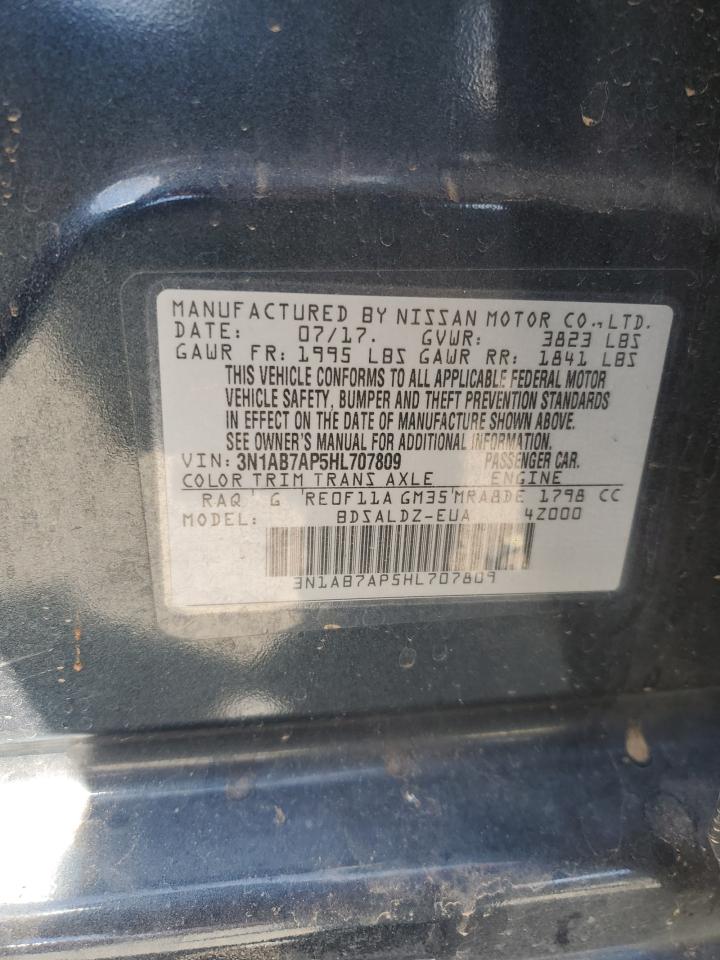 MANUFACTURED BY NISSAN MOTOR CO.,LTD.
DATE: 07/17. GVWR: 3823 LBS
GAWR FR: 1995 LBS GAWR RR: 1841 LBS
THIS VEHICLE CONFORMS TO ALL APPLICABLE FEDERAL MOTOR
VEHICLE SAFETY, BUMPER AND THEFT PREVENTION STANDARDS
IN EFFECT ON THE DATE OF MANUFACTURE SHOWN ABOVE.
SEE OWNER'S MANUAL FOR ADDITIONAL INFORMATION.
VIN: 3N1AB7AP5HL707809 PASSENGER CAR.
COLOR TRIM TRANS AXLE ENGINE
RAQ G RE0F11A GM35 MRA8DE 1798 CC
MODEL: BDSALDZ-EUA 4Z000
3N1AB7AP5HL707809